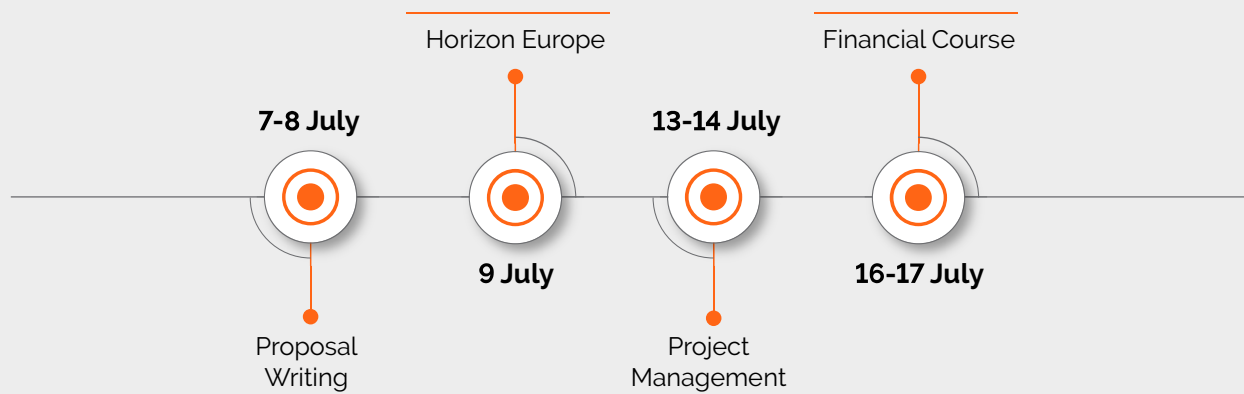 Horizon Europe
Financial Course
7-8 July
13-14 July
9 July
16-17 July
Proposal
Writing
Project
Management